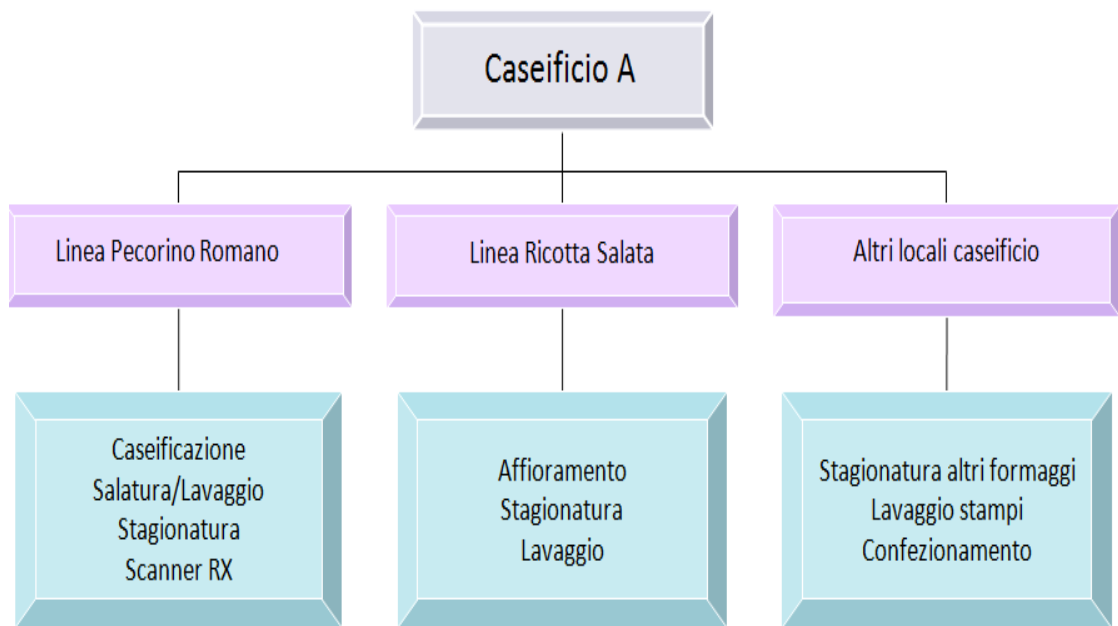 Caseificio A
Linea Pecorino Romano
Linea Ricotta Salata
Altri locali caseificio
Caseificazione
Salatura/Lavaggio
Stagionatura
Scanner RX
Affioramento
Stagionatura
Lavaggio
Stagionatura altri formaggi
Lavaggio stampi
Confezionamento